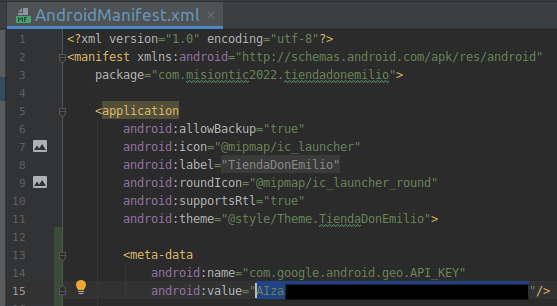 AndroidManifest.xml
1 <?xml version="1.0" encoding="utf-8"?>
2 <manifest xmlns:android="http://schemas.android.com/apk/res/android"
3 package="com.misiontic2022.tiendadonemilio">
4
5 <application
6 android:allowBackup="true"
7 android:icon="@mipmap/ic_launcher"
8 android:label="TiendaDonEmilio"
9 android:roundIcon="@mipmap/ic_launcher_round"
10 android:supportsRtl="true"
11 android:theme="@style/Theme.TiendaDonEmilio">
12
13 <meta-data
14 android:name="com.google.android.geo.API_KEY"
15 android:value="AIza"/>